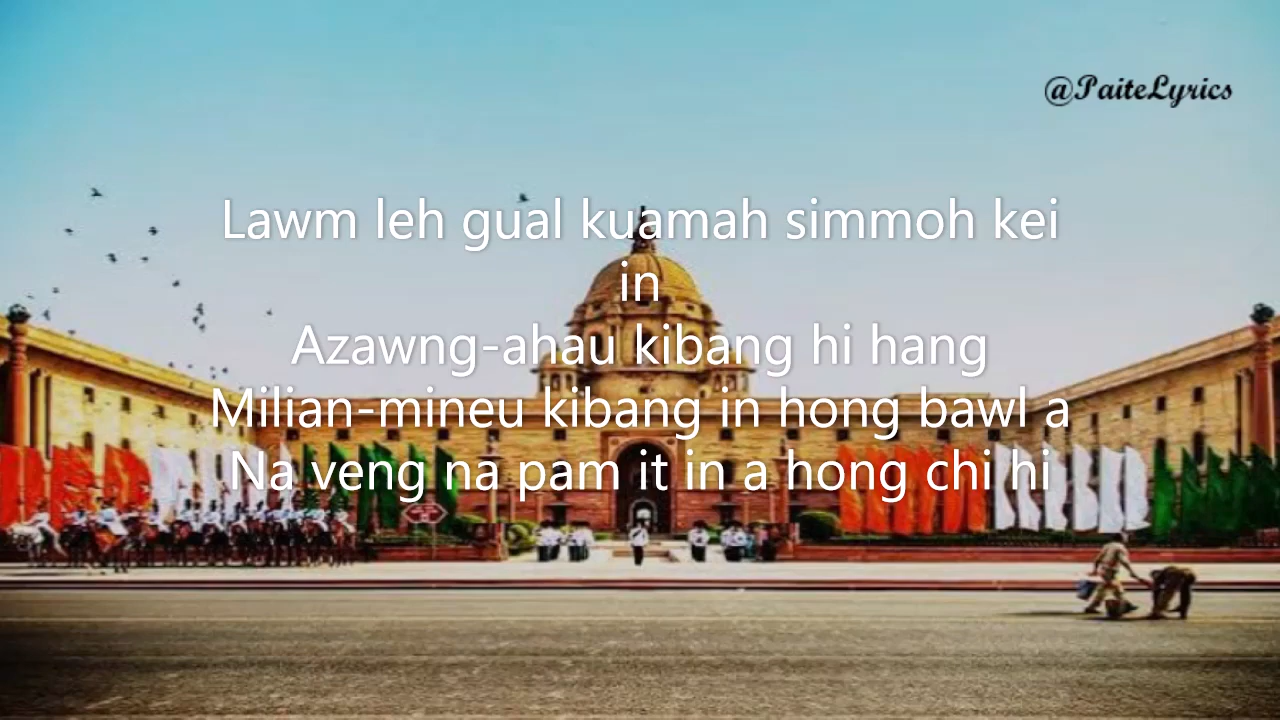 @PaiteLyrics
Lawm leh gual kuamah simmoh kei
in
Azawng-ahau kibang hi hang
Milian-mineu kibang in hong bawl a
Na veng na pam it in a hong chi hi